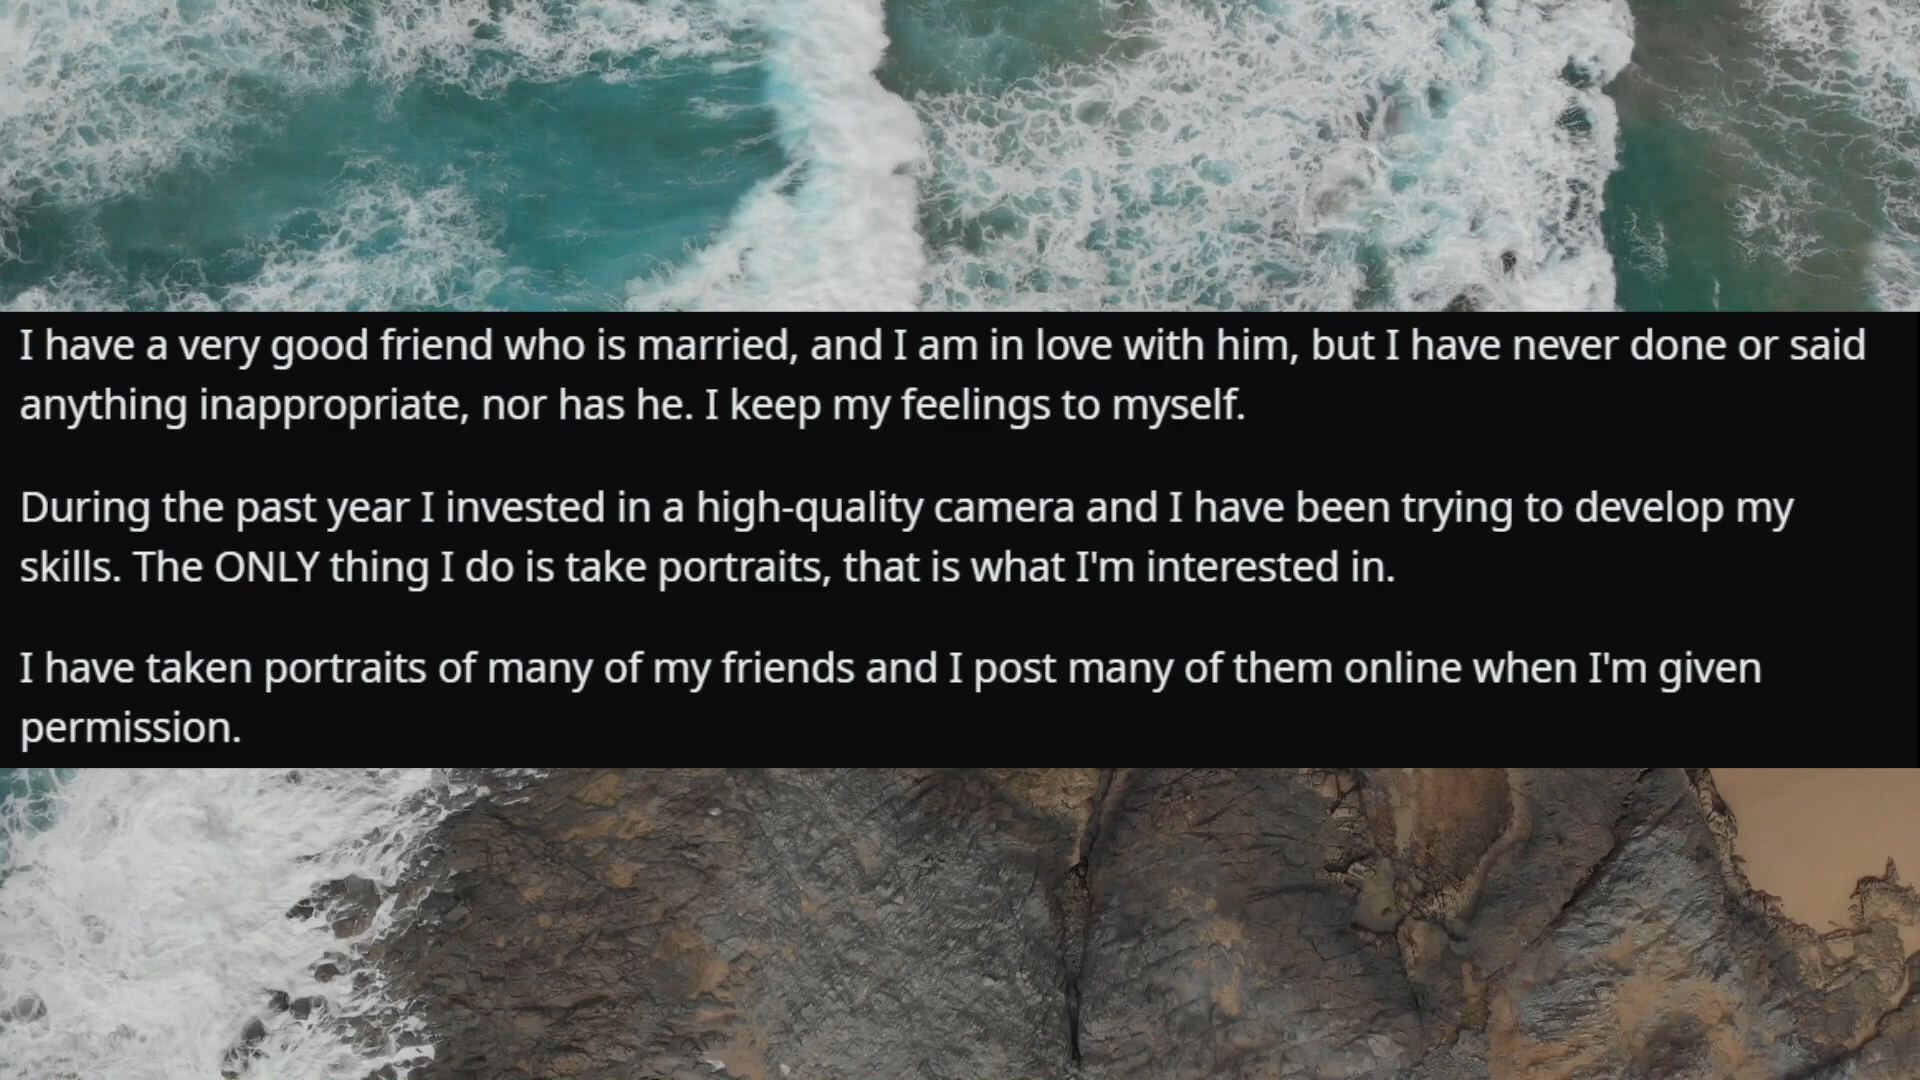 I have a very good friend who is married, and I am in love with him, but I have never done or said
anything inappropriate, nor has he. I keep my feelings to myself.
During the past year I invested in a high-quality camera and I have been trying to develop my
skills. The ONLY thing I do is take portraits, that is what I'm interested in.
I have taken portraits of many of my friends and I post many of them online when I'm given
permission.